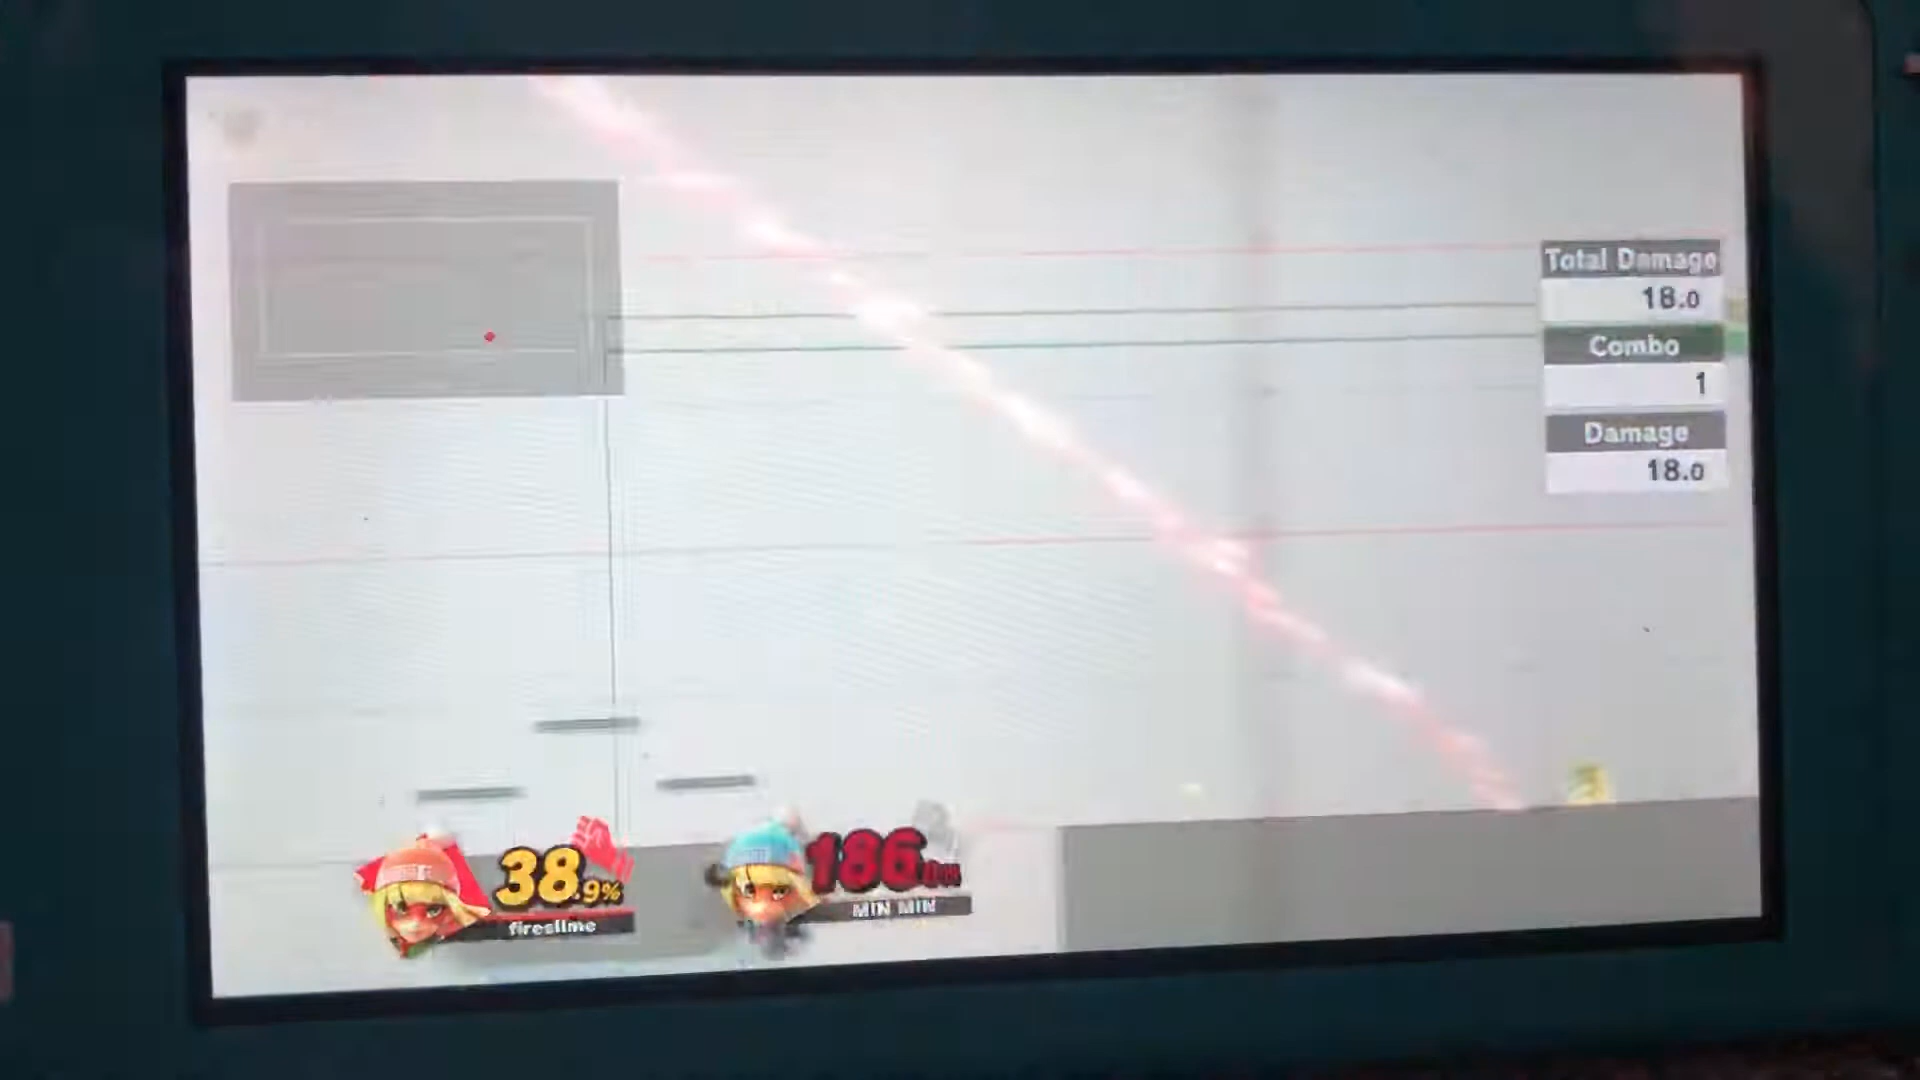 Total Damage
18.0
Combo
1
Damage
18.0
38.9%
fireslime
186
MIN MIN